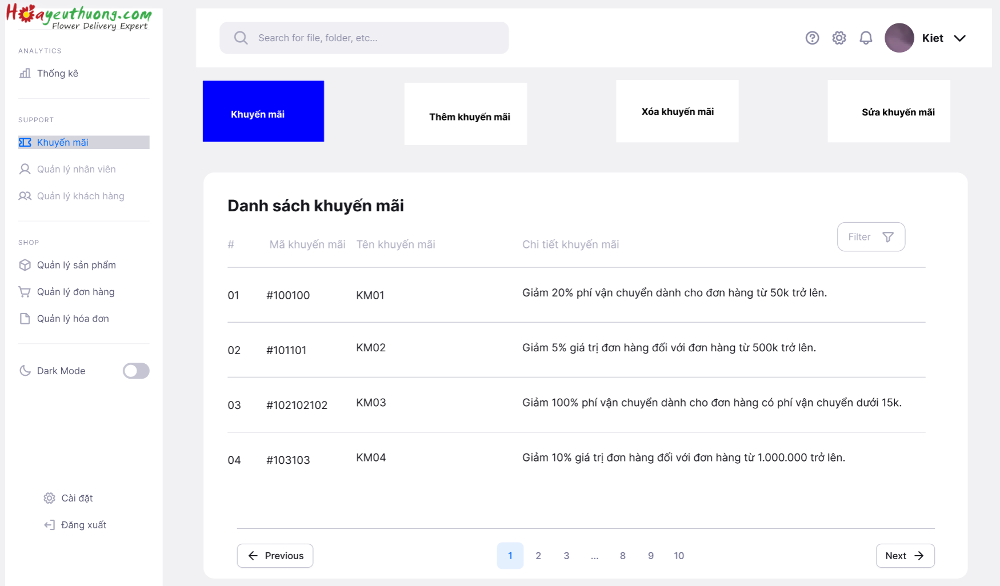 Hoayeuthuong.com
Flower Delivery Expert
ANALYTICS
Thống kê
SUPPORT
Khuyến mãi
Quản lý nhân viên
Quản lý khách hàng
SHOP
Quản lý sản phẩm
Quản lý đơn hàng
Quản lý hóa đơn
Dark Mode
Cài đặt
Đăng xuất
Search for file, folder, etc...
Kiet
Khuyến mãi
Thêm khuyến mãi
Xóa khuyến mãi
Sửa khuyến mãi
Danh sách khuyến mãi
Filter
# Mã khuyến mãi Tên khuyến mãi Chi tiết khuyến mãi
01 #100100 KM01 Giảm 20% phí vận chuyển dành cho đơn hàng từ 50k trở lên.
02 #101101 KM02 Giảm 5% giá trị đơn hàng đối với đơn hàng từ 500k trở lên.
03 #102102102 KM03 Giảm 100% phí vận chuyển dành cho đơn hàng có phí vận chuyển dưới 15k.
04 #103103 KM04 Giảm 10% giá trị đơn hàng đối với đơn hàng từ 1.000.000 trở lên.
Previous 1 2 3 ... 8 9 10 Next